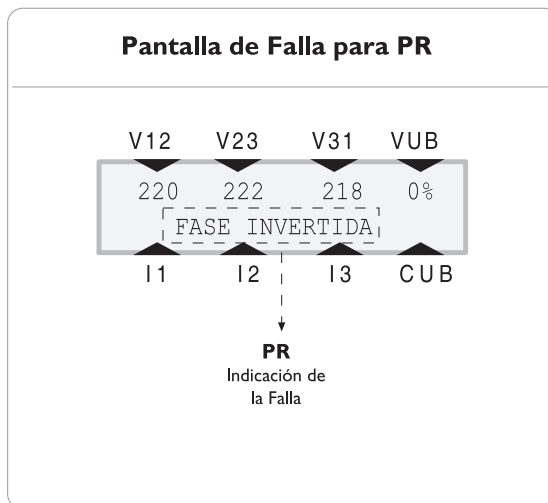 Pantalla de Falla para PR
V12 V23 V31 VUB
220 222 218 0%
FASE INVERTIDA
I1 I2 I3 CUB
PR
Indicación de
la Falla